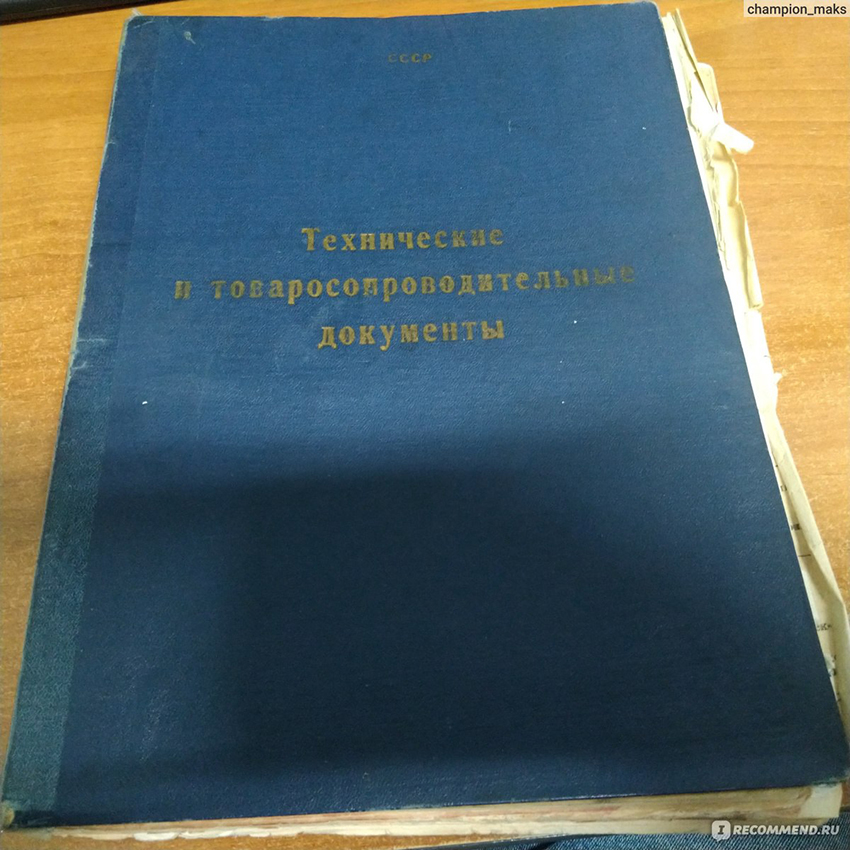 champion_maks
СССР
Технические
и товаросопроводительные
документы
RECOMMEND.RU